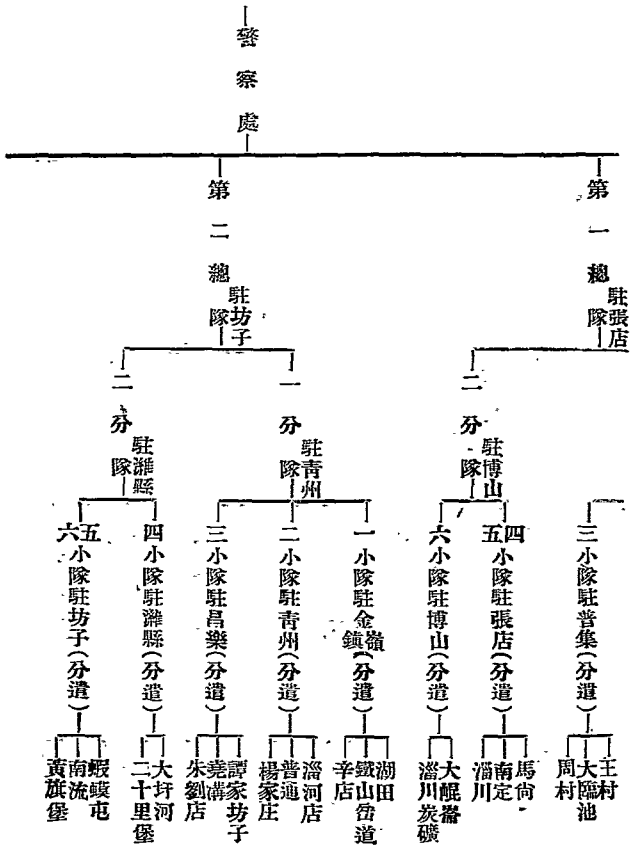 警察處
第一總隊
駐張店
第二總隊
駐坊子
二分隊
駐博山
一分隊
駐青州
二分隊
駐濰縣
三小隊駐普集(分遣)
王村
大臨池
周村
四五小隊駐張店(分遣)
馬尚
南定
淄川
六小隊駐博山(分遣)
大崐崙
淄川炭礦
一小隊駐金嶺鎮(分遣)
湖田
鐵山岔道
辛店
二小隊駐青州(分遣)
淄河店
普通
楊家庄
三小隊駐昌樂(分遣)
譚家坊子
堯溝
朱劉店
四小隊駐濰縣(分遣)
大圩河
二十里堡
五六小隊駐坊子(分遣)
蝦蟆屯
南流
黃旗堡